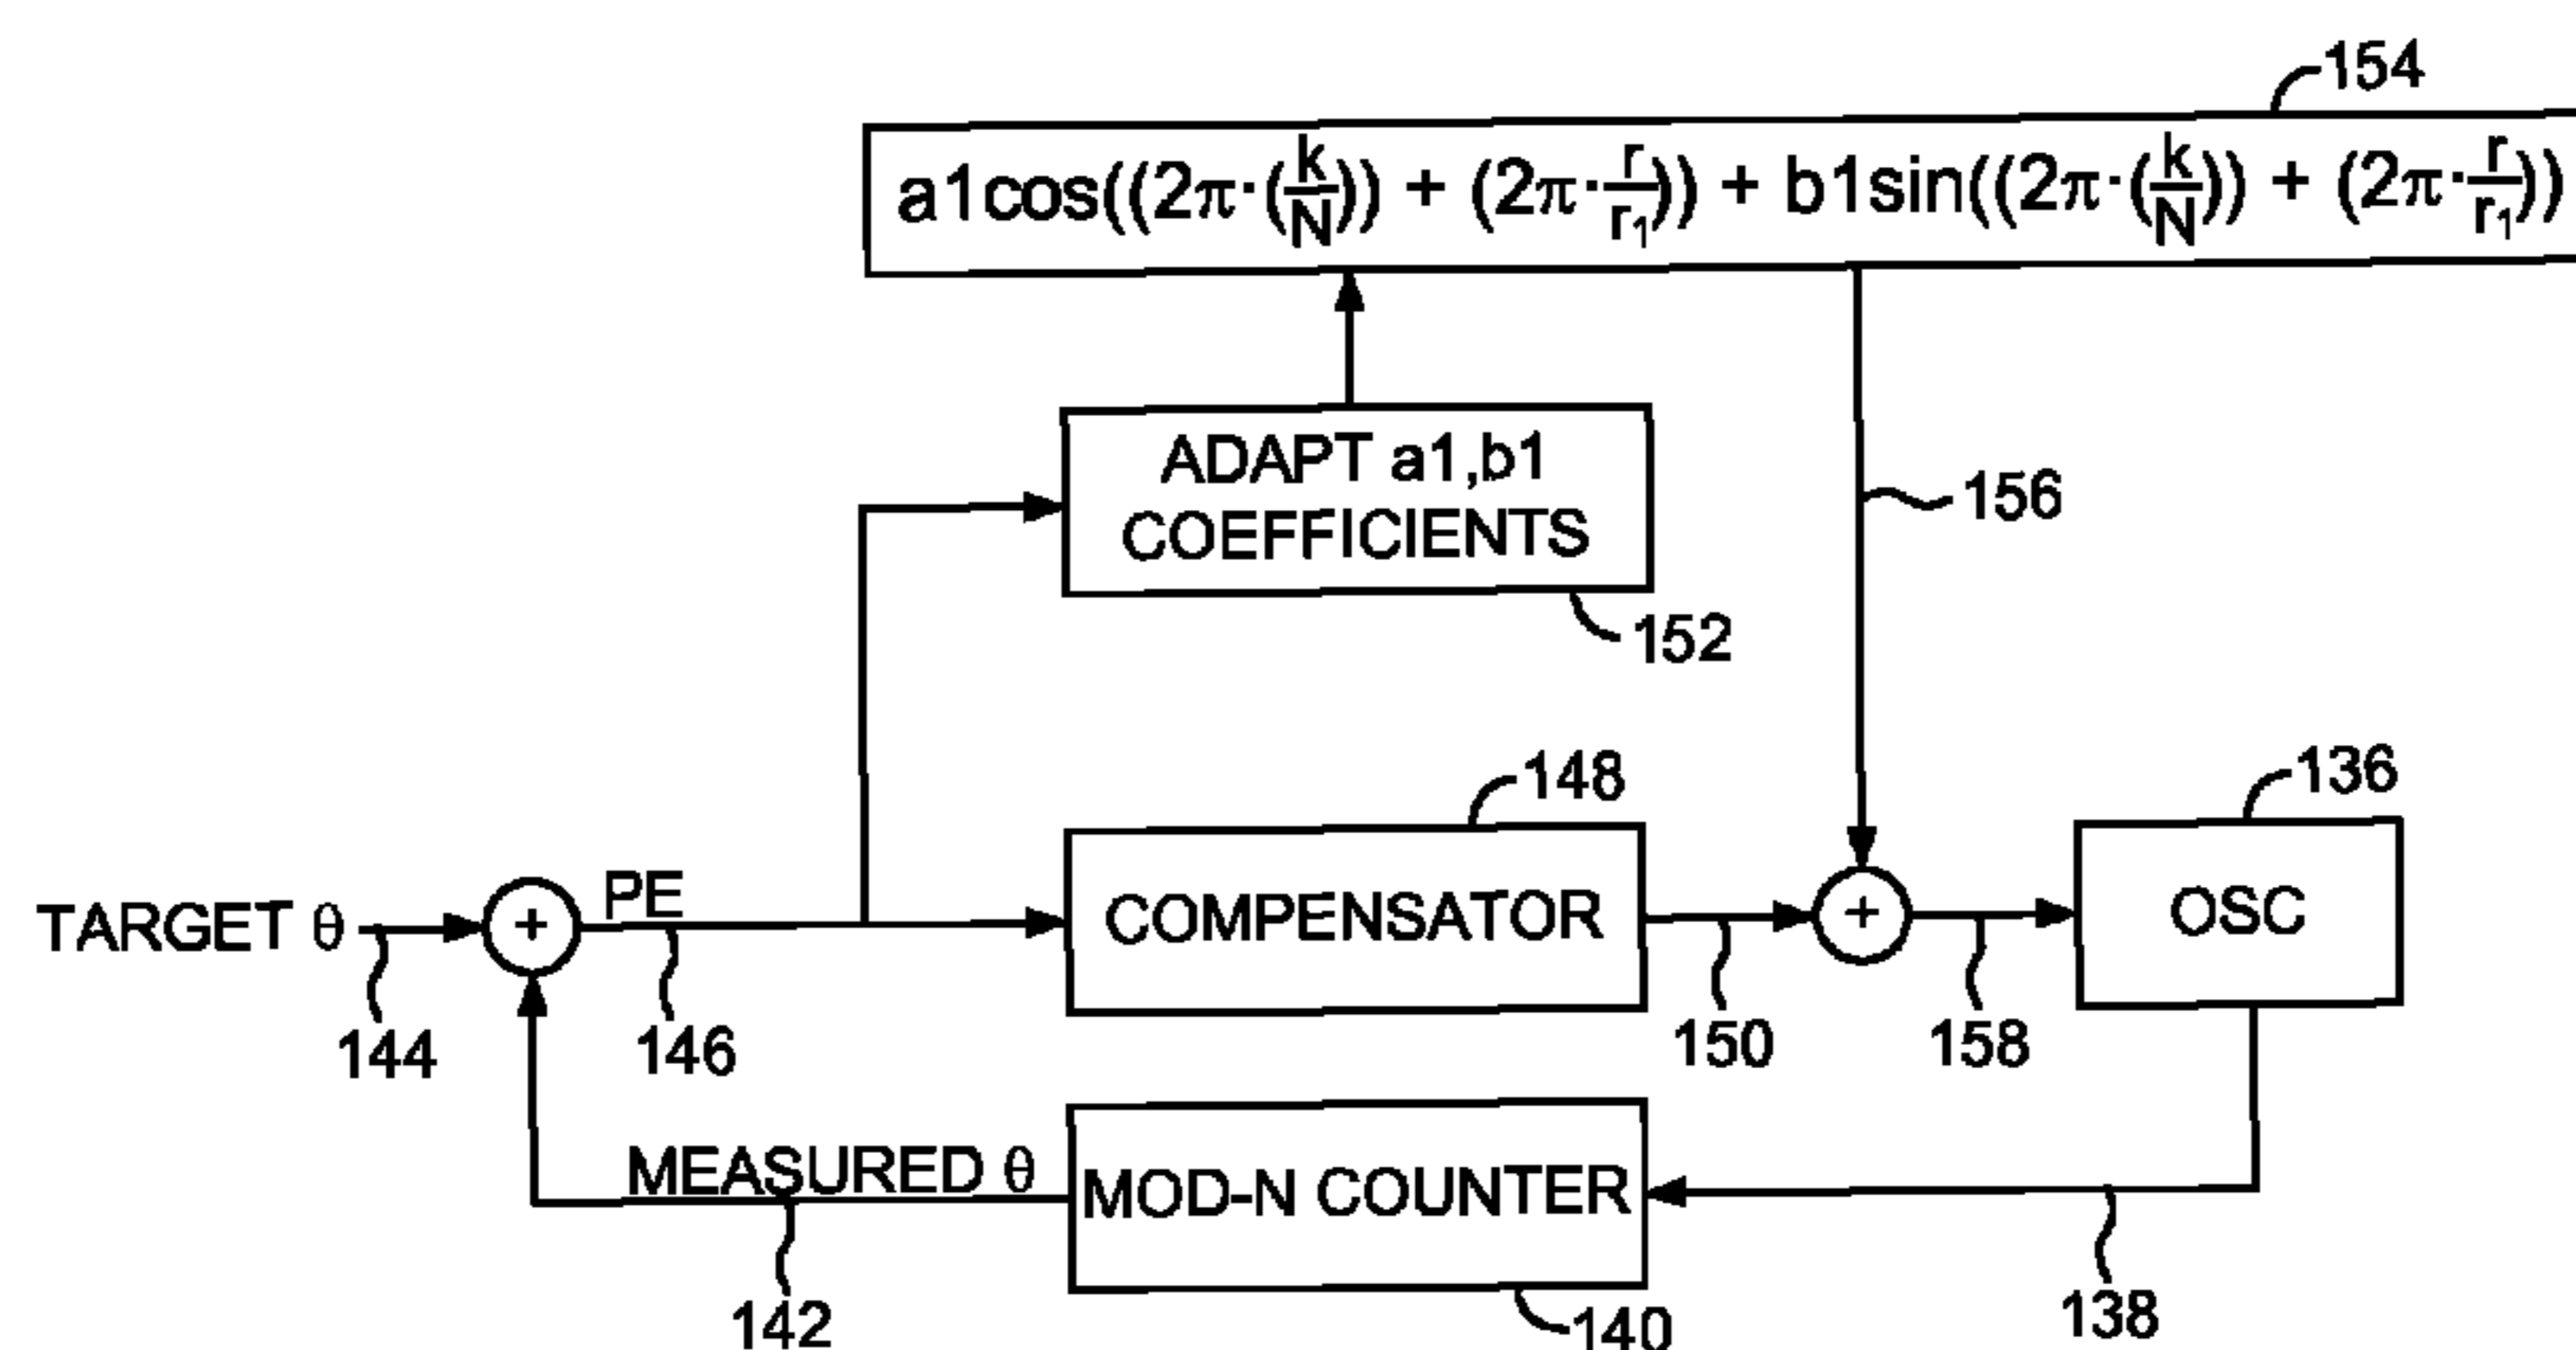 154
a1cos((2π·(k/N)) + (2π·r/r₁)) + b1sin((2π·(k/N)) + (2π·r/r₁))
ADAPT a1,b1
COEFFICIENTS
156
152
148
136
TARGET θ
+
PE
COMPENSATOR
+
OSC
144
146
150
158
MEASURED θ
MOD-N COUNTER
142
140
138